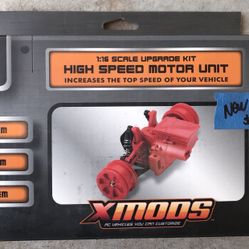 1:16 SCALE UPGRADE KIT
HIGH SPEED MOTOR UNIT
INCREASES THE TOP SPEED OF YOUR VEHICLE
New
XMODS
RC VEHICLES YOU CAN CUSTOMIZE